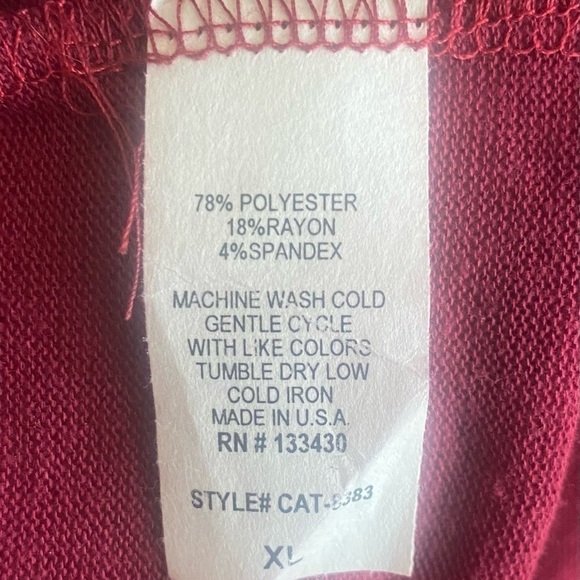 78% POLYESTER
18%RAYON
4%SPANDEX
MACHINE WASH COLD
GENTLE CYCLE
WITH LIKE COLORS
TUMBLE DRY LOW
COLD IRON
MADE IN U.S.A.
RN # 133430
STYLE#
XL